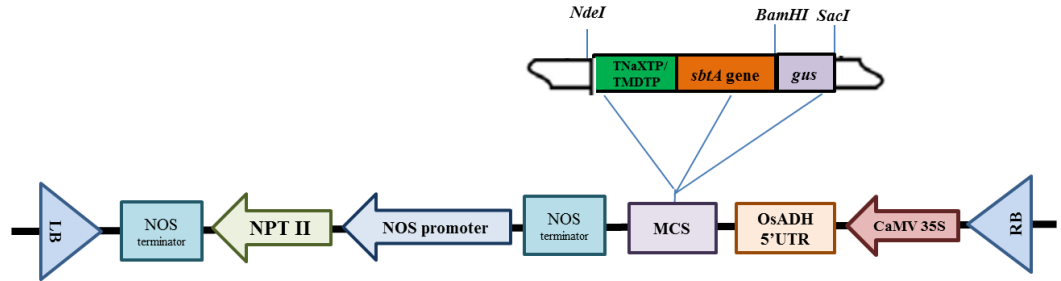 NdeI
BamHI SacI
TNaXTP/
TMDTP
sbtA gene
gus
LB
NOS
terminator
NPT II
NOS promoter
NOS
terminator
MCS
OsADH
5’UTR
CaMV 35S
RB